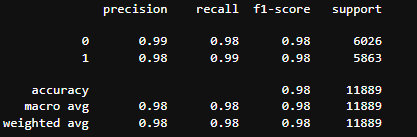 precision recall f1-score support
0 0.99 0.98 0.98 6026
1 0.98 0.99 0.98 5863
accuracy 0.98 11889
macro avg 0.98 0.98 0.98 11889
weighted avg 0.98 0.98 0.98 11889